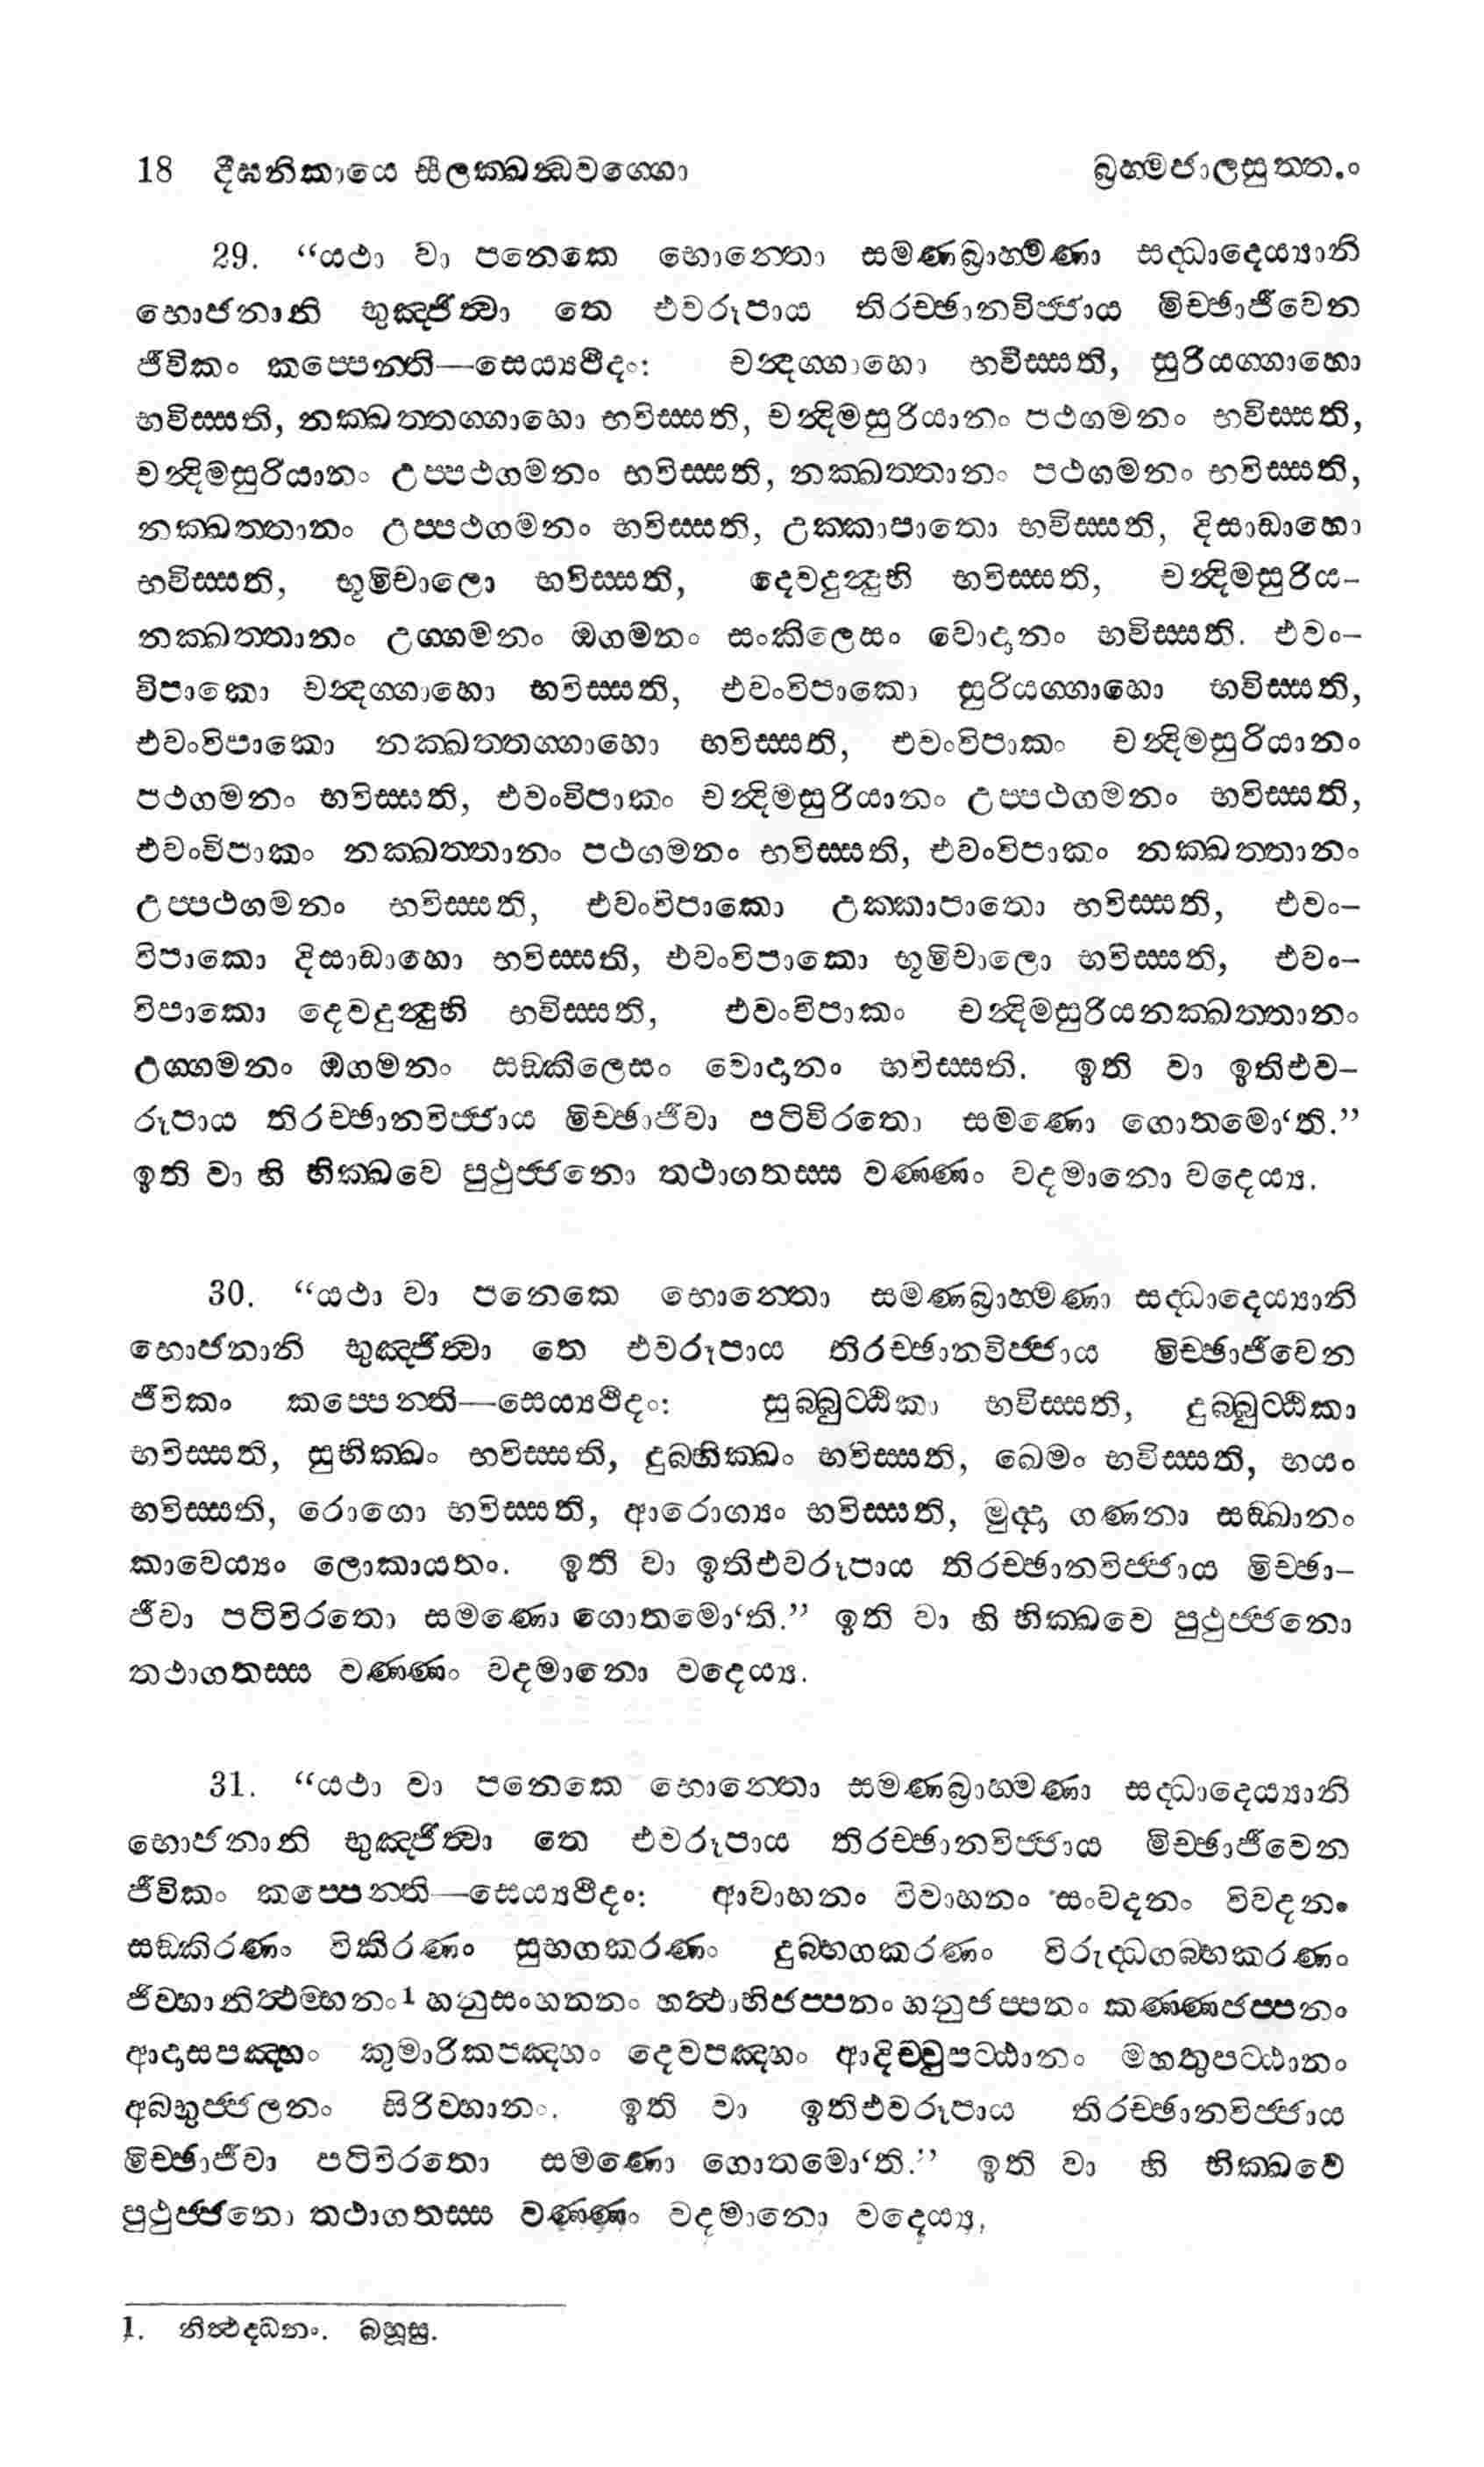 18 දීඝනිකායෙ සීලක්ඛන්ධවග්ගො බ්‍රහ්මජාලසුත්ත.ං
29. “යථා වා පනෙකෙ භොන්තො සමණබ්‍රාහ්මණා සද්ධාදෙය්‍යානි
භොජනානි භුඤ්ජිත්වා තෙ එවරූපාය තිරච්ඡානවිජ්ජාය මිච්ඡාජීවෙන
ජීවිකං කප්පෙන්ති—සෙය්‍යථීදං: චන්දග්ගාහො භවිස්සති, සුරියග්ගාහො
භවිස්සති, නක්ඛත්තග්ගාහො භවිස්සති, චන්දිමසුරියානං පථගමනං භවිස්සති,
චන්දිමසුරියානං උප්පථගමනං භවිස්සති, නක්ඛත්තානං පථගමනං භවිස්සති,
නක්ඛත්තානං උප්පථගමනං භවිස්සති, උක්කාපාතො භවිස්සති, දිසාඩාහො
භවිස්සති, භූමිචාලො භවිස්සති, දෙවදුන්දුභි භවිස්සති, චන්දිමසුරිය-
නක්ඛත්තානං උග්ගමනං ඔගමනං සංකිලෙසං වොදානං භවිස්සති. එවං-
විපාකො චන්දග්ගාහො භවිස්සති, එවංවිපාකො සුරියග්ගාහො භවිස්සති,
එවංවිපාකො නක්ඛත්තග්ගාහො භවිස්සති, එවංවිපාකං චන්දිමසුරියානං
පථගමනං භවිස්සති, එවංවිපාකං චන්දිමසුරියානං උප්පථගමනං භවිස්සති,
එවංවිපාකං නක්ඛත්තානං පථගමනං භවිස්සති, එවංවිපාකං නක්ඛත්තානං
උප්පථගමනං භවිස්සති, එවංවිපාකො උක්කාපාතො භවිස්සති, එවං-
විපාකො දිසාඩාහො භවිස්සති, එවංවිපාකො භූමිචාලො භවිස්සති, එවං-
විපාකො දෙවදුන්දුභි භවිස්සති, එවංවිපාකං චන්දිමසුරියනක්ඛත්තානං
උග්ගමනං ඔගමනං සඞ්කිලෙසං වොදානං භවිස්සති. ඉති වා ඉතිඑව-
රූපාය තිරච්ඡානවිජ්ජාය මිච්ඡාජීවා පටිවිරතො සමණො ගොතමො‘ති.”
ඉති වා හි භික්ඛවෙ පුථුජ්ජනො තථාගතස්ස වණ්ණං වදමානො වදෙය්‍ය.
30. “යථා වා පනෙකෙ භොන්තො සමණබ්‍රාහ්මණා සද්ධාදෙය්‍යානි
භොජනානි භුඤ්ජිත්වා තෙ එවරූපාය තිරච්ඡානවිජ්ජාය මිච්ඡාජීවෙන
ජීවිකං කප්පෙන්ති—සෙය්‍යථීදං: සුබ්බුට්ඨිකා භවිස්සති, දුබ්බුට්ඨිකා
භවිස්සති, සුභික්ඛං භවිස්සති, දුබ්භික්ඛං භවිස්සති, ඛෙමං භවිස්සති, භයං
භවිස්සති, රොගො භවිස්සති, ආරොග්‍යං භවිස්සති, මුද්දා ගණනා සඞ්ඛානං
කාවෙය්‍යං ලොකායතං. ඉති වා ඉතිඑවරූපාය තිරච්ඡානවිජ්ජාය මිච්ඡා-
ජීවා පටිවිරතො සමණො ගොතමො‘ති.” ඉති වා හි භික්ඛවෙ පුථුජ්ජනො
තථාගතස්ස වණ්ණං වදමානො වදෙය්‍ය.
31. “යථා වා පනෙකෙ භොන්තො සමණබ්‍රාහ්මණා සද්ධාදෙය්‍යානි
භොජනානි භුඤ්ජිත්වා තෙ එවරූපාය තිරච්ඡානවිජ්ජාය මිච්ඡාජීවෙන
ජීවිකං කප්පෙන්ති—සෙය්‍යථීදං: ආවාහනං විවාහනං සංවදනං විවදනං
සඞ්කිරණං විකිරණං සුභගකරණං දුබ්භගකරණං විරුද්ධගබ්භකරණං
ජිව්හානිත්ථම්භනං1 හනුසංහනනං හත්ථාභිජප්පනං හනුජප්පනං කණ්ණජප්පනං
ආදාසපඤ්හං කුමාරිකපඤ්හං දෙවපඤ්හං ආදිච්චුපට්ඨානං මහතුපට්ඨානං
අබ්භුජ්ජලනං සිරිව්හානං. ඉති වා ඉතිඑවරූපාය තිරච්ඡානවිජ්ජාය
මිච්ඡාජීවා පටිවිරතො සමණො ගොතමො‘ති.” ඉති වා හි භික්ඛවෙ
පුථුජ්ජනො තථාගතස්ස වණ්ණං වදමානො වදෙය්‍ය,
1. නිත්ථද්ධනං. බහූසු.